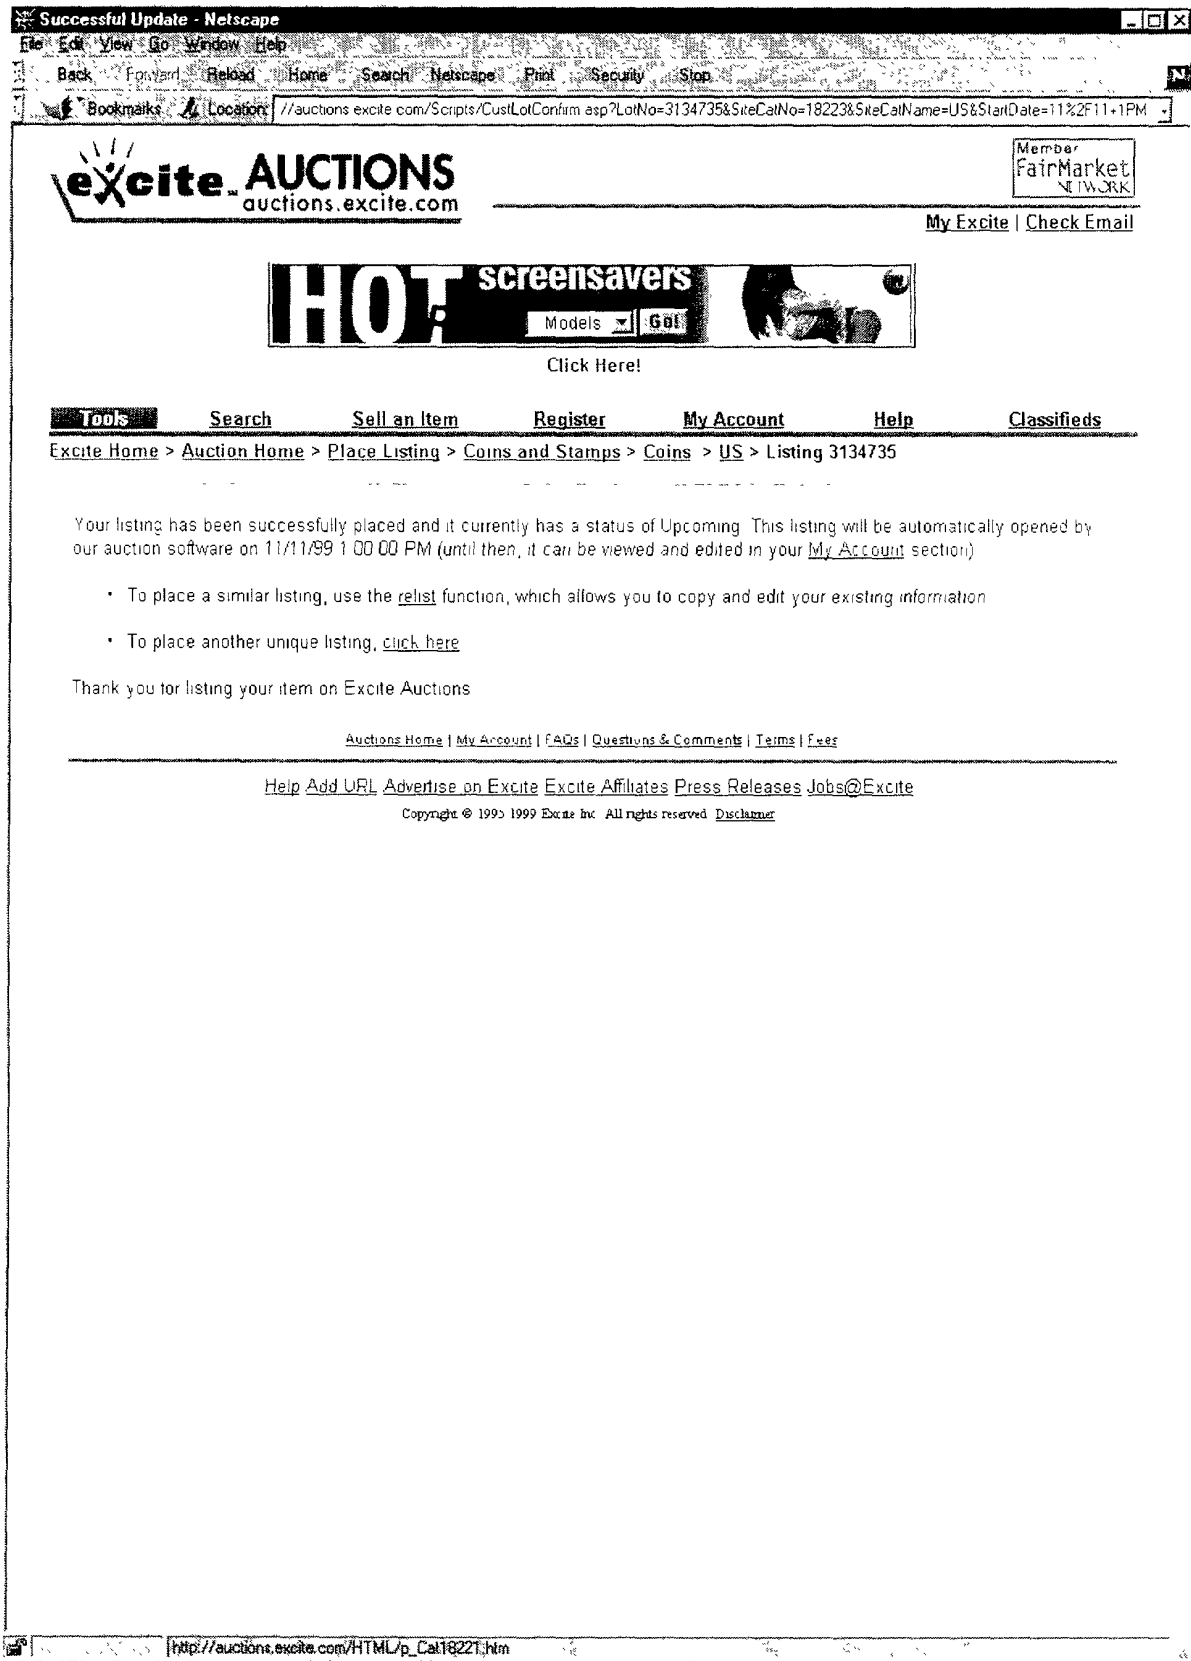 Successful Update - Netscape
File Edit View Go Window Help
Back Forward Reload Home Search Netscape Print Security Stop
N
Bookmarks Location: //auctions.excite.com/Scripts/CustLotConfirm.asp?LotNo=3134735&SiteCatNo=18223&SiteCatName=US&StartDate=11%2F11+1PM
excite AUCTIONS
auctions.excite.com
Member
FairMarket
NETWORK
My Excite | Check Email
HOT screensavers
Models Go!
Click Here!
Tools Search Sell an Item Register My Account Help Classifieds
Excite Home > Auction Home > Place Listing > Coins and Stamps > Coins > US > Listing 3134735
Your listing has been successfully placed and it currently has a status of Upcoming. This listing will be automatically opened by
our auction software on 11/11/99 1:00:00 PM (until then, it can be viewed and edited in your My Account section)
• To place a similar listing, use the relist function, which allows you to copy and edit your existing information
• To place another unique listing, click here
Thank you for listing your item on Excite Auctions
Auctions Home | My Account | FAQs | Questions & Comments | Terms | Fees
Help Add URL Advertise on Excite Excite Affiliates Press Releases Jobs@Excite
Copyright © 1995 1999 Excite Inc. All rights reserved. Disclaimer
http://auctions.excite.com/HTML/p_Cat18221.htm